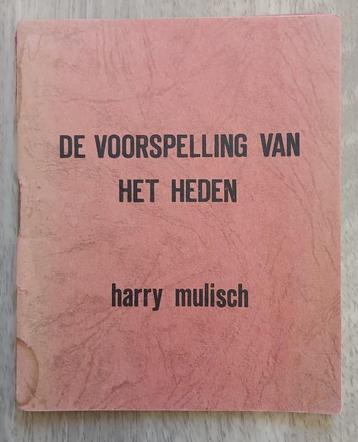 DE VOORSPELLING VAN
HET HEDEN
harry mulisch